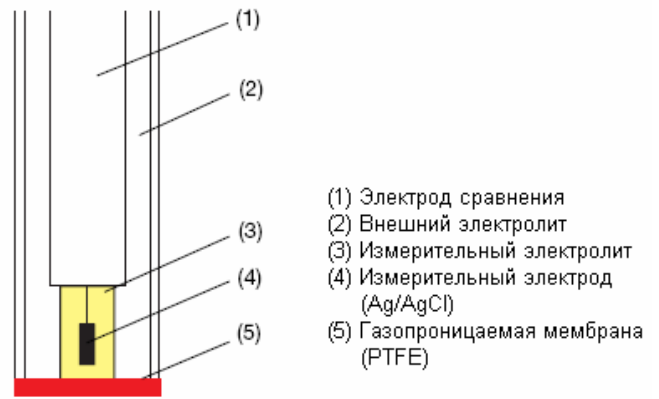 (1)
(2)
(3)
(4)
(5)
(1) Электрод сравнения
(2) Внешний электролит
(3) Измерительный электролит
(4) Измерительный электрод
(Ag/AgCl)
(5) Газопроницаемая мембрана
(PTFE)